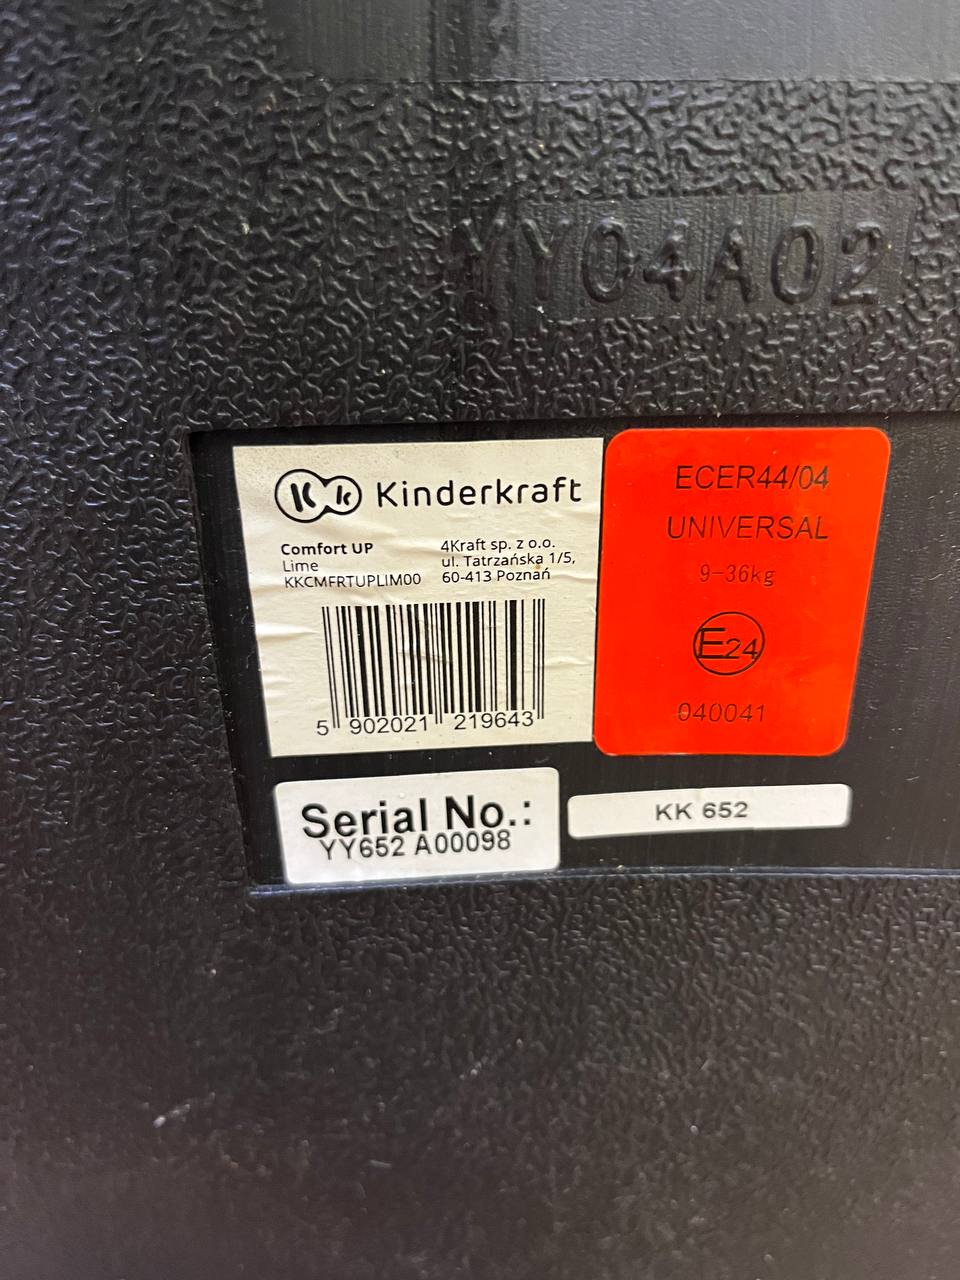 YY04A02
Kinderkraft
Comfort UP
Lime
KKCMFRTUPLIM00
4Kraft sp. z o.o.
ul. Tatrzańska 1/5,
60-413 Poznań
5 902021 219643
ECER44/04
UNIVERSAL
9-36kg
E24
040041
Serial No.:
YY652 A00098
KK 652